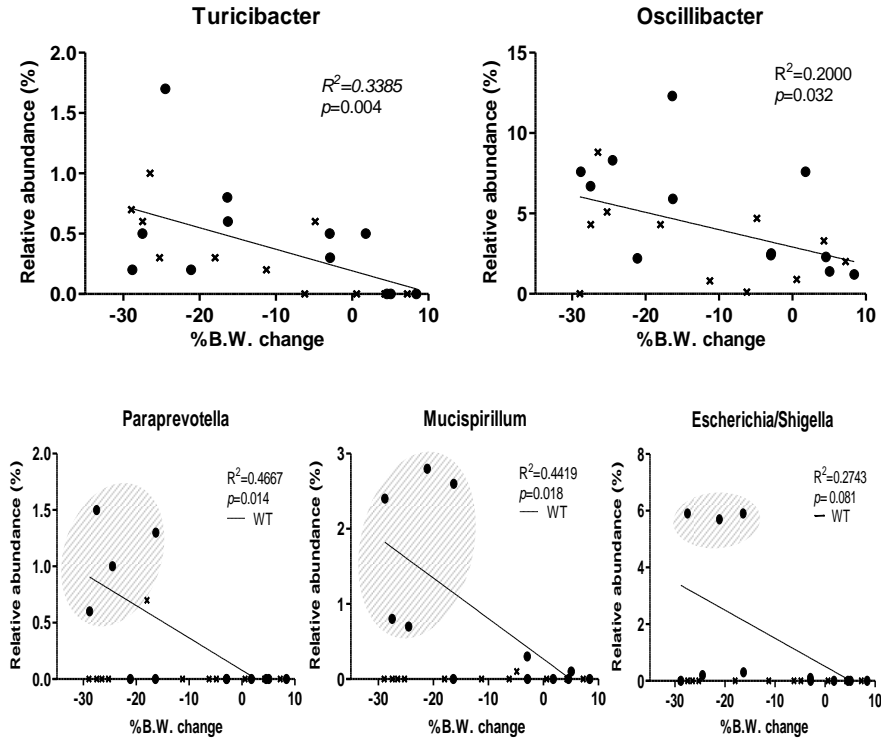 Turicibacter
R²=0.3385
p=0.004
Relative abundance (%)
2.0
1.5
1.0
0.5
0.0
-30 -20 -10 0 10
%B.W. change
Oscillibacter
R²=0.2000
p=0.032
Relative abundance (%)
15
10
5
0
-30 -20 -10 0 10
%B.W. change
Paraprevotella
R²=0.4667
p=0.014
WT
Relative abundance (%)
2.0
1.5
1.0
0.5
0.0
-30 -20 -10 0 10
%B.W. change
Mucispirillum
R²=0.4419
p=0.018
WT
Relative abundance (%)
3
2
1
0
-30 -20 -10 0 10
%B.W. change
Escherichia/Shigella
R²=0.2743
p=0.081
WT
Relative abundance (%)
8
6
4
2
0
-30 -20 -10 0 10
%B.W. change